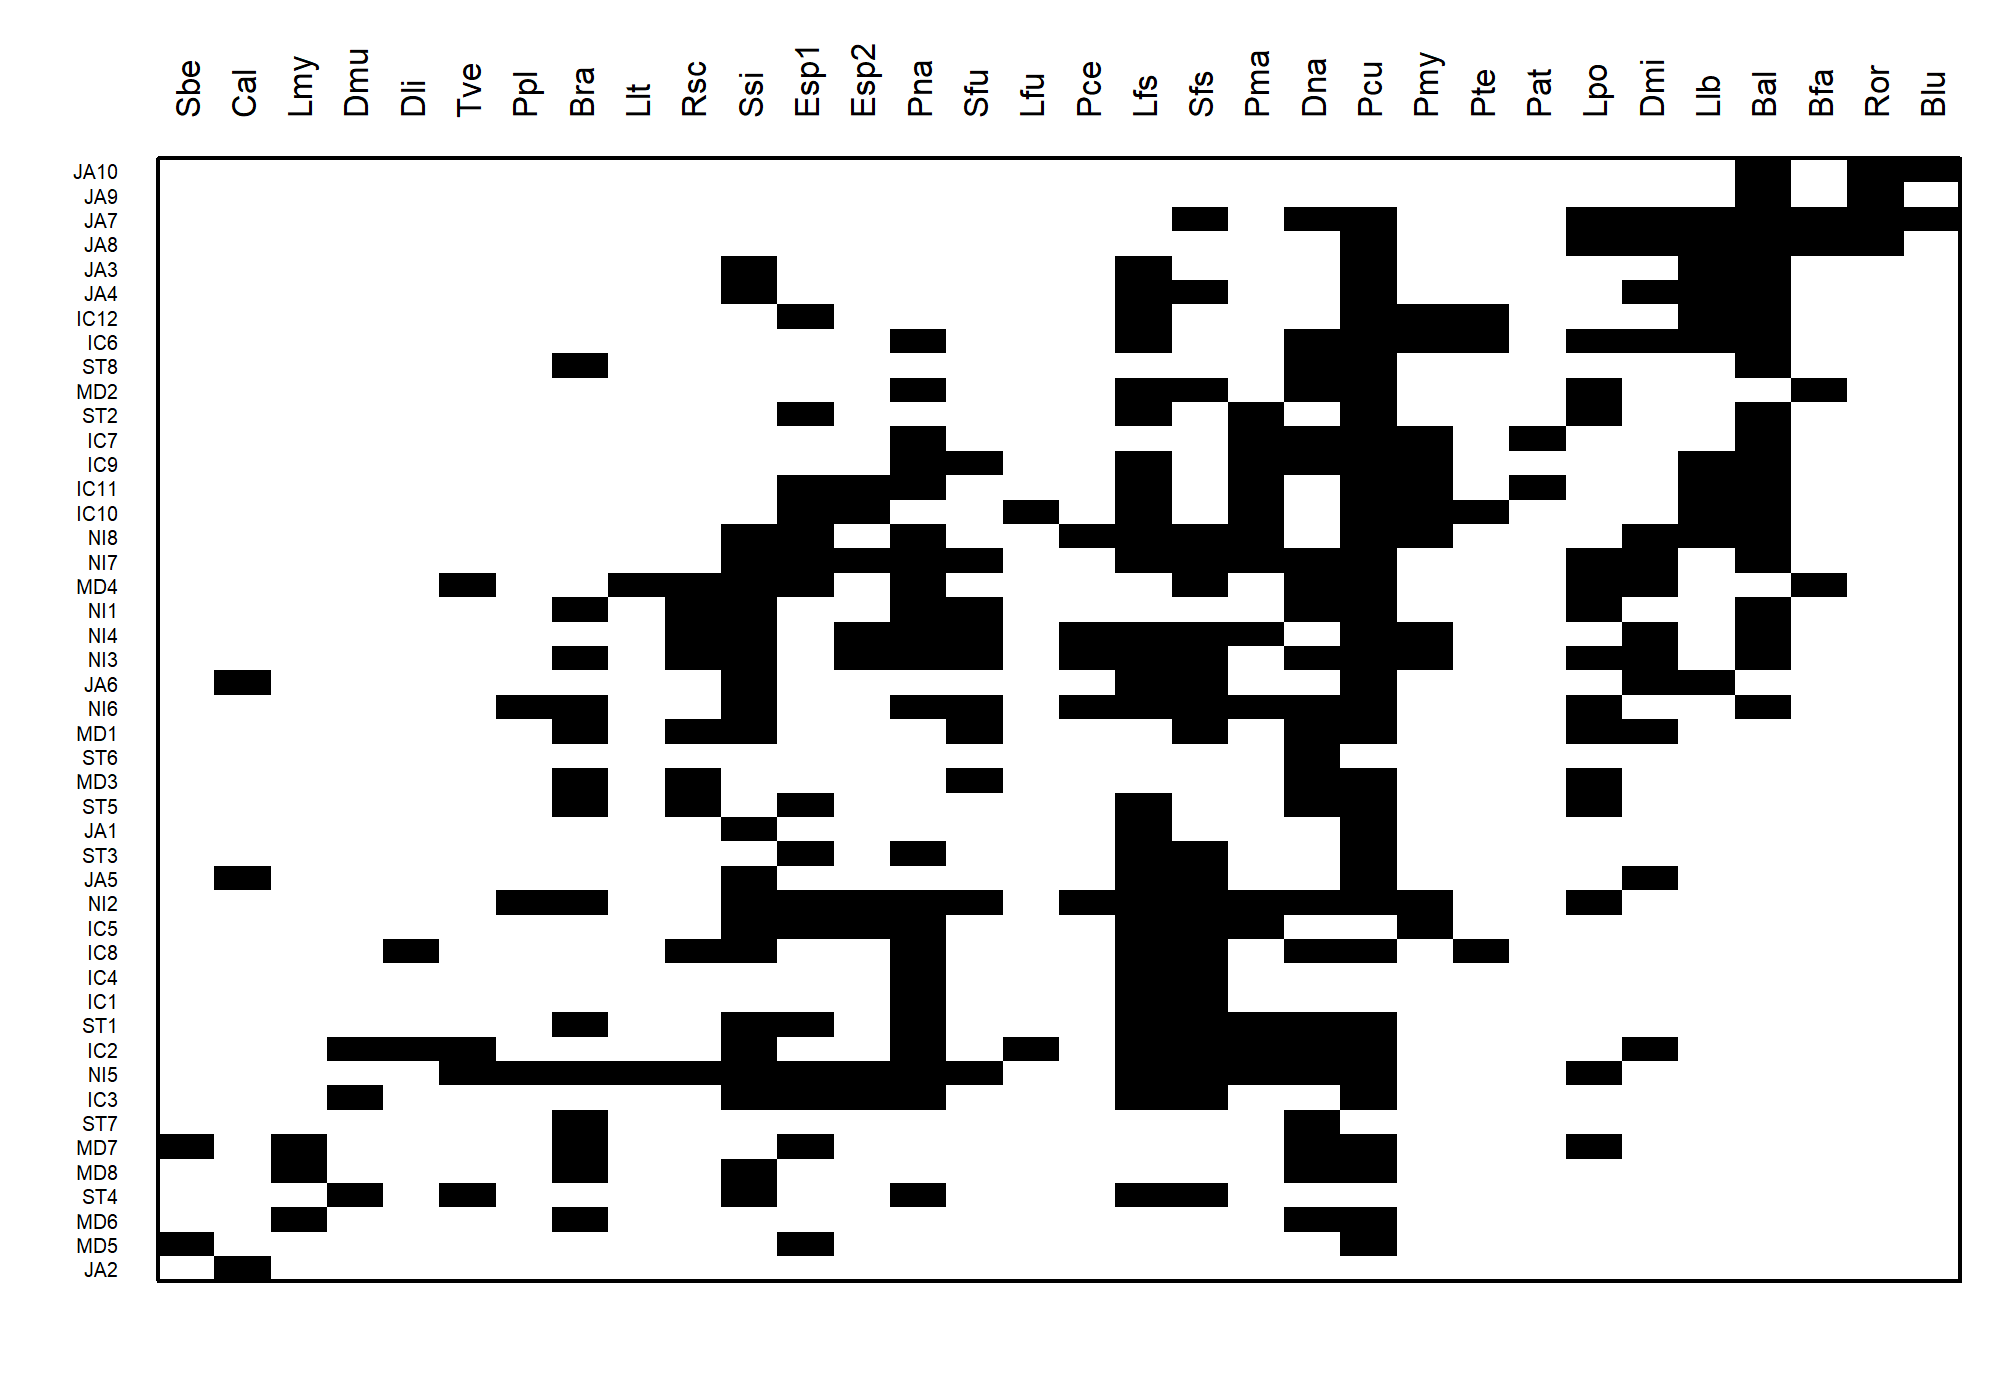 Sbe Cal Lmy Dmu Dli Tve Ppl Bra Llt Rsc Ssi Esp1 Esp2 Pna Sfu Lfu Pce Lfs Sfs Pma Dna Pcu Pmy Pte Pat Lpo Dmi Llb Bal Bfa Ror Blu
JA10
JA9
JA7
JA8
JA3
JA4
IC12
IC6
ST8
MD2
ST2
IC7
IC9
IC11
IC10
NI8
NI7
MD4
NI1
NI4
NI3
JA6
NI6
MD1
ST6
MD3
ST5
JA1
ST3
JA5
NI2
IC5
IC8
IC4
IC1
ST1
IC2
NI5
IC3
ST7
MD7
MD8
ST4
MD6
MD5
JA2